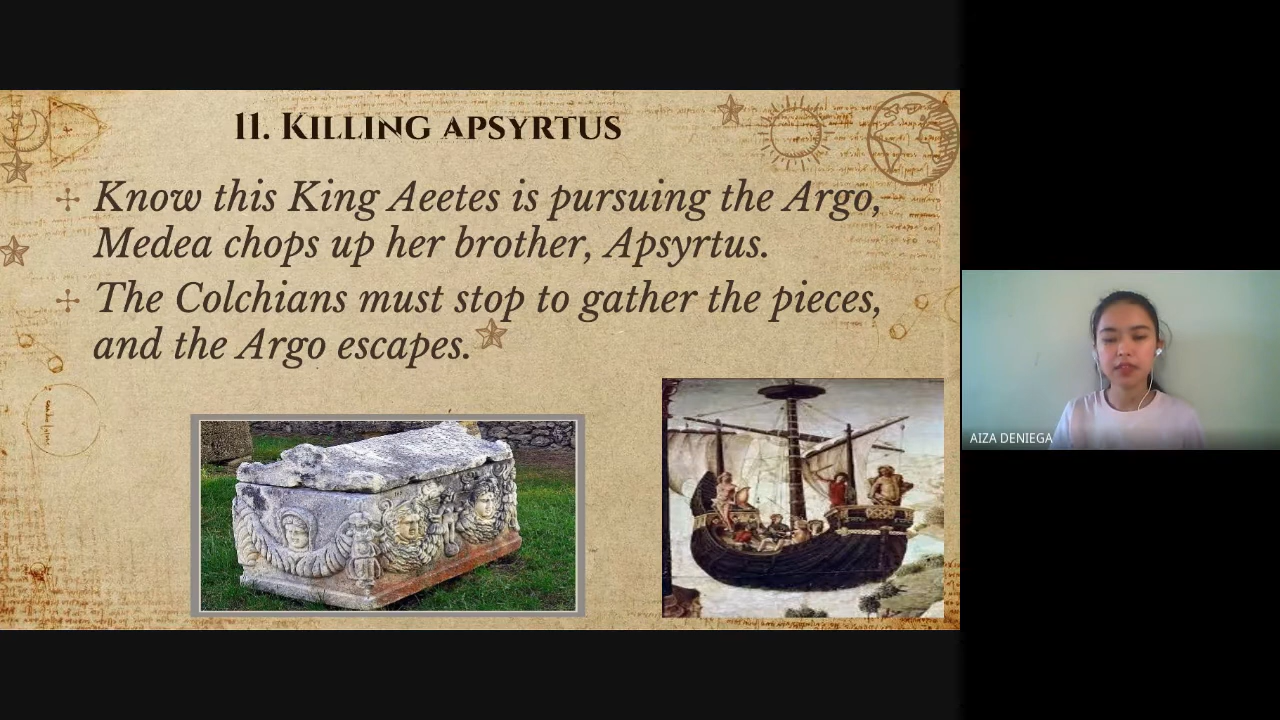 11. KILLING APSYRTUS
Know this King Aeetes is pursuing the Argo,
Medea chops up her brother, Apsyrtus.
The Colchians must stop to gather the pieces,
and the Argo escapes.
AIZA DENIEGA